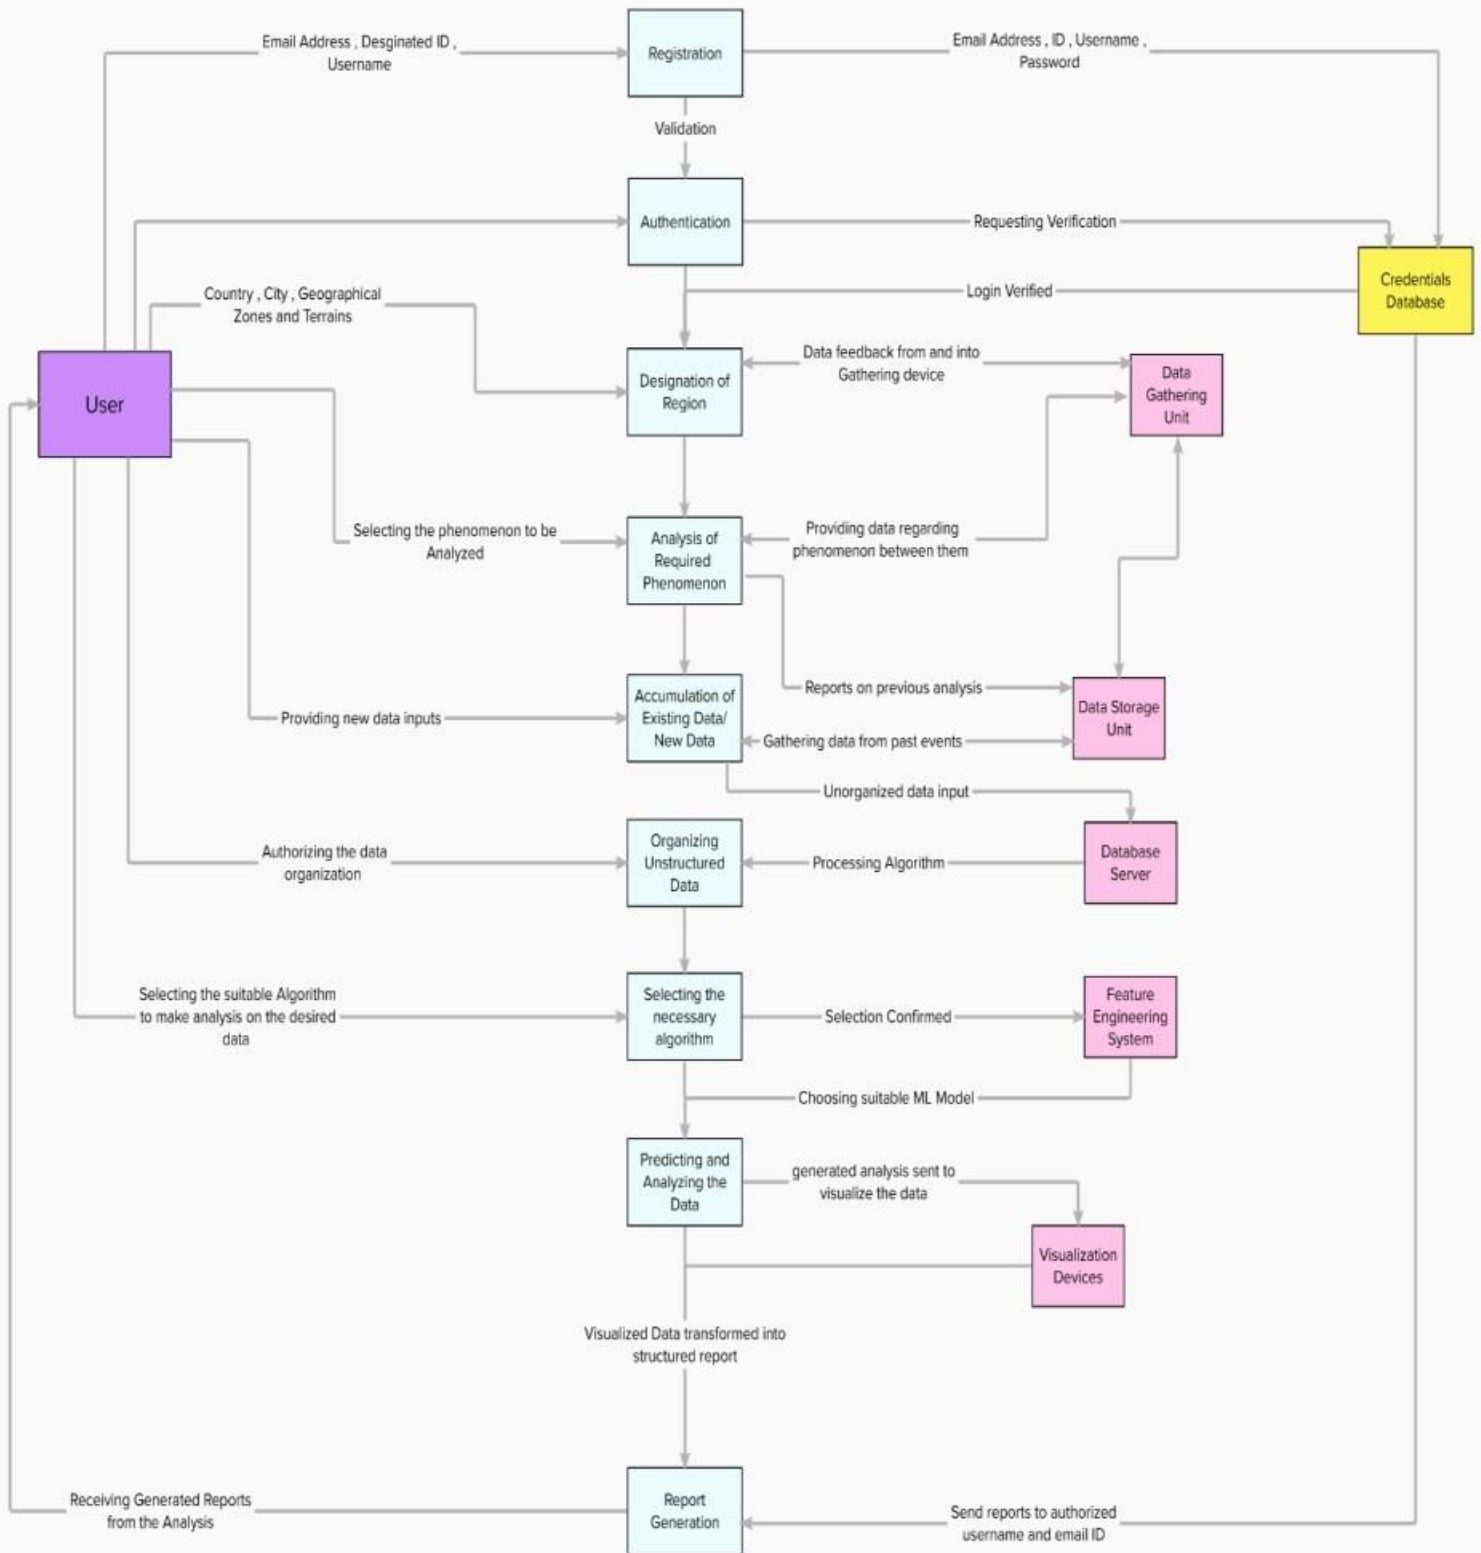 Email Address , Desginated ID ,
Username
Registration
Email Address , ID , Username ,
Password
Validation
Authentication
Requesting Verification
Credentials
Database
Login Verified
Country , City , Geographical
Zones and Terrains
User
Designation of
Region
Data feedback from and into
Gathering device
Data
Gathering
Unit
Selecting the phenomenon to be
Analyzed
Analysis of
Required
Phenomenon
Providing data regarding
phenomenon between them
Reports on previous analysis
Providing new data inputs
Accumulation of
Existing Data/
New Data
Gathering data from past events
Data Storage
Unit
Unorganized data input
Authorizing the data
organization
Organizing
Unstructured
Data
Processing Algorithm
Database
Server
Selecting the suitable Algorithm
to make analysis on the desired
data
Selecting the
necessary
algorithm
Selection Confirmed
Feature
Engineering
System
Choosing suitable ML Model
Predicting and
Analyzing the
Data
generated analysis sent to
visualize the data
Visualization
Devices
Visualized Data transformed into
structured report
Receiving Generated Reports
from the Analysis
Report
Generation
Send reports to authorized
username and email ID